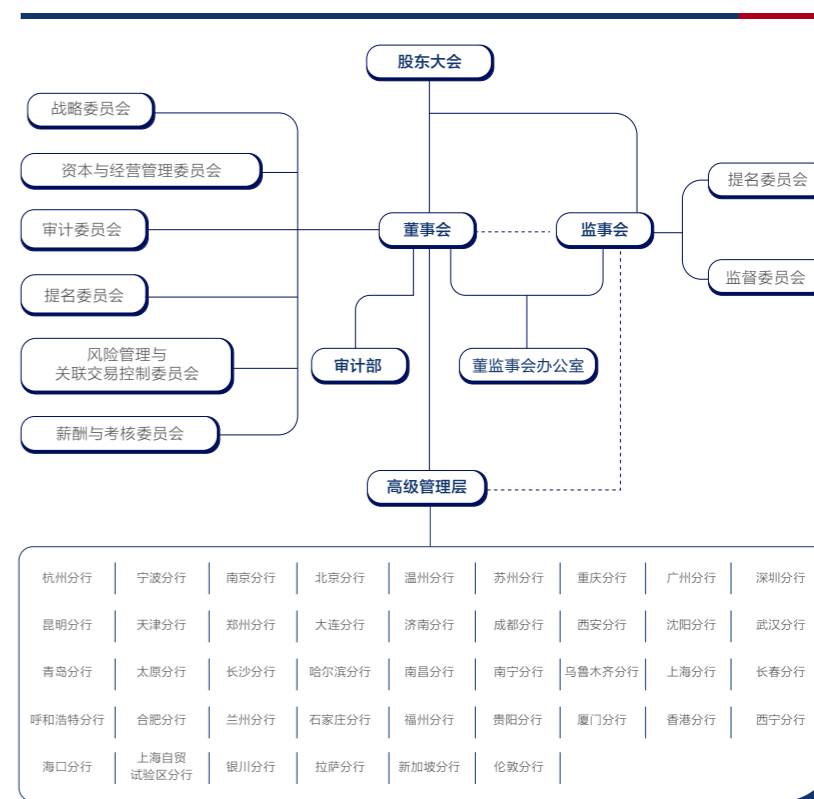 股东大会
战略委员会
资本与经营管理委员会
提名委员会
审计委员会
董事会
监事会
监督委员会
提名委员会
风险管理与
关联交易控制委员会
审计部
董监事会办公室
薪酬与考核委员会
高级管理层
杭州分行 宁波分行 南京分行 北京分行 温州分行 苏州分行 重庆分行 广州分行 深圳分行
昆明分行 天津分行 郑州分行 大连分行 济南分行 成都分行 西安分行 沈阳分行 武汉分行
青岛分行 太原分行 长沙分行 哈尔滨分行 南昌分行 南宁分行 乌鲁木齐分行 上海分行 长春分行
呼和浩特分行 合肥分行 兰州分行 石家庄分行 福州分行 贵阳分行 厦门分行 香港分行 西宁分行
海口分行 上海自贸
试验区分行 银川分行 拉萨分行 新加坡分行 伦敦分行